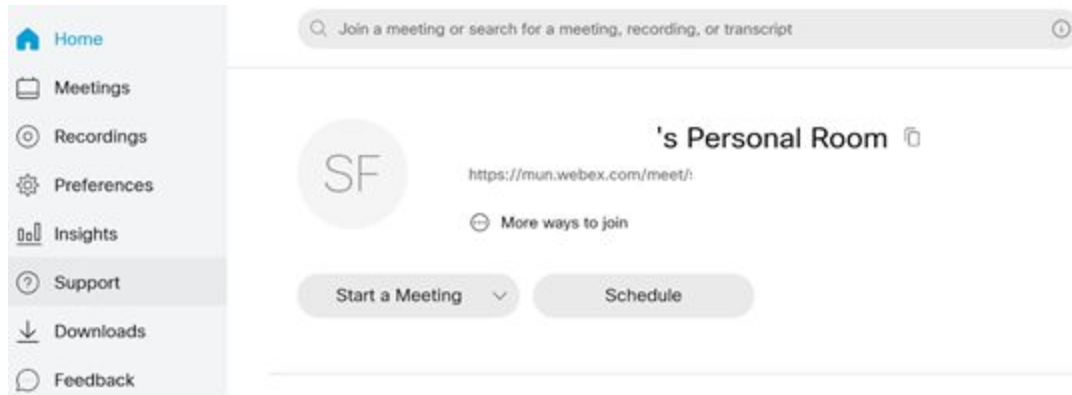 Home
Meetings
Recordings
Preferences
Insights
Support
Downloads
Feedback
Join a meeting or search for a meeting, recording, or transcript
SF
's Personal Room
https://mun.webex.com/meet/
More ways to join
Start a Meeting
Schedule